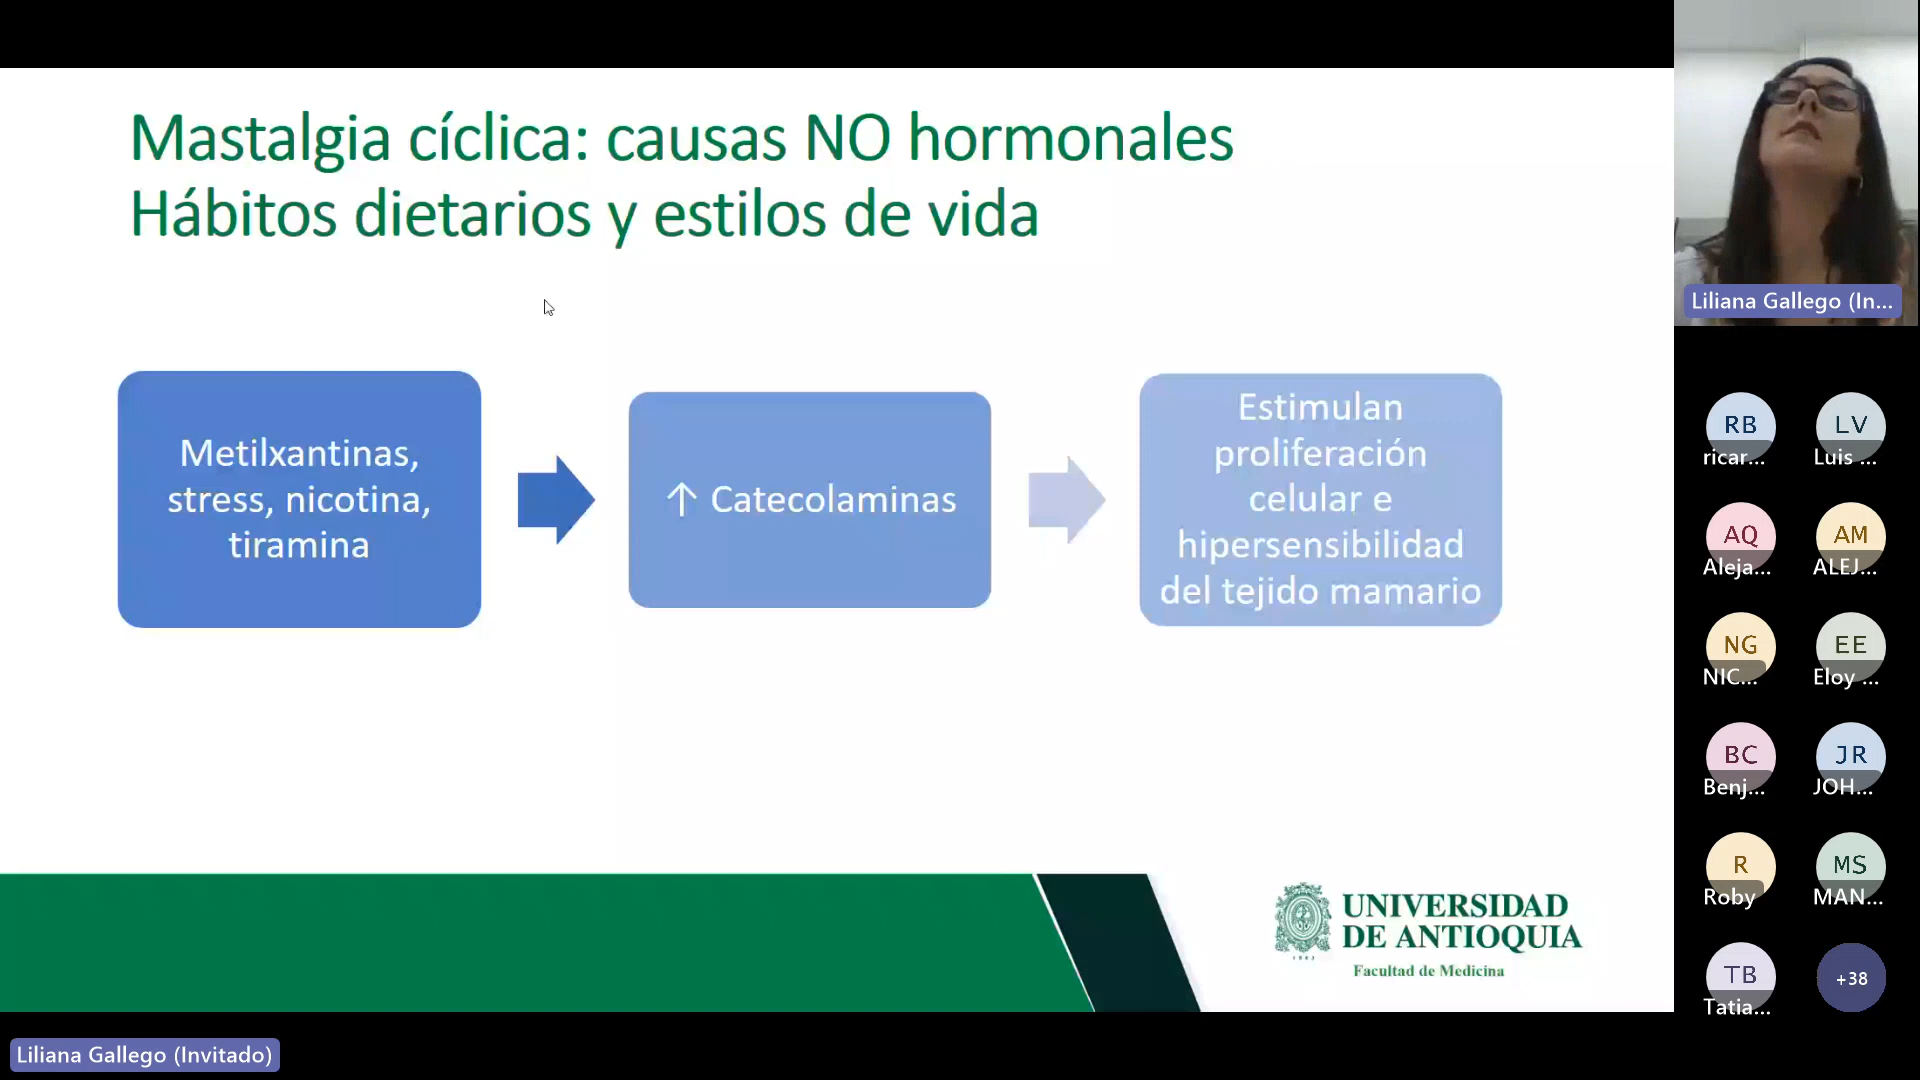 Mastalgia cíclica: causas NO hormonales
Hábitos dietarios y estilos de vida
Metilxantinas,
stress, nicotina,
tiramina
↑ Catecolaminas
Estimulan
proliferación
celular e
hipersensibilidad
del tejido mamario
UNIVERSIDAD
DE ANTIOQUIA
1803
Facultad de Medicina
Liliana Gallego (Invitado)
Liliana Gallego (In...
RB
ricar...
LV
Luis ...
AQ
Aleja...
AM
ALEJ...
NG
NIC...
EE
Eloy ...
BC
Benj...
JR
JOH...
R
Roby
MS
MAN...
TB
Tatia...
+38